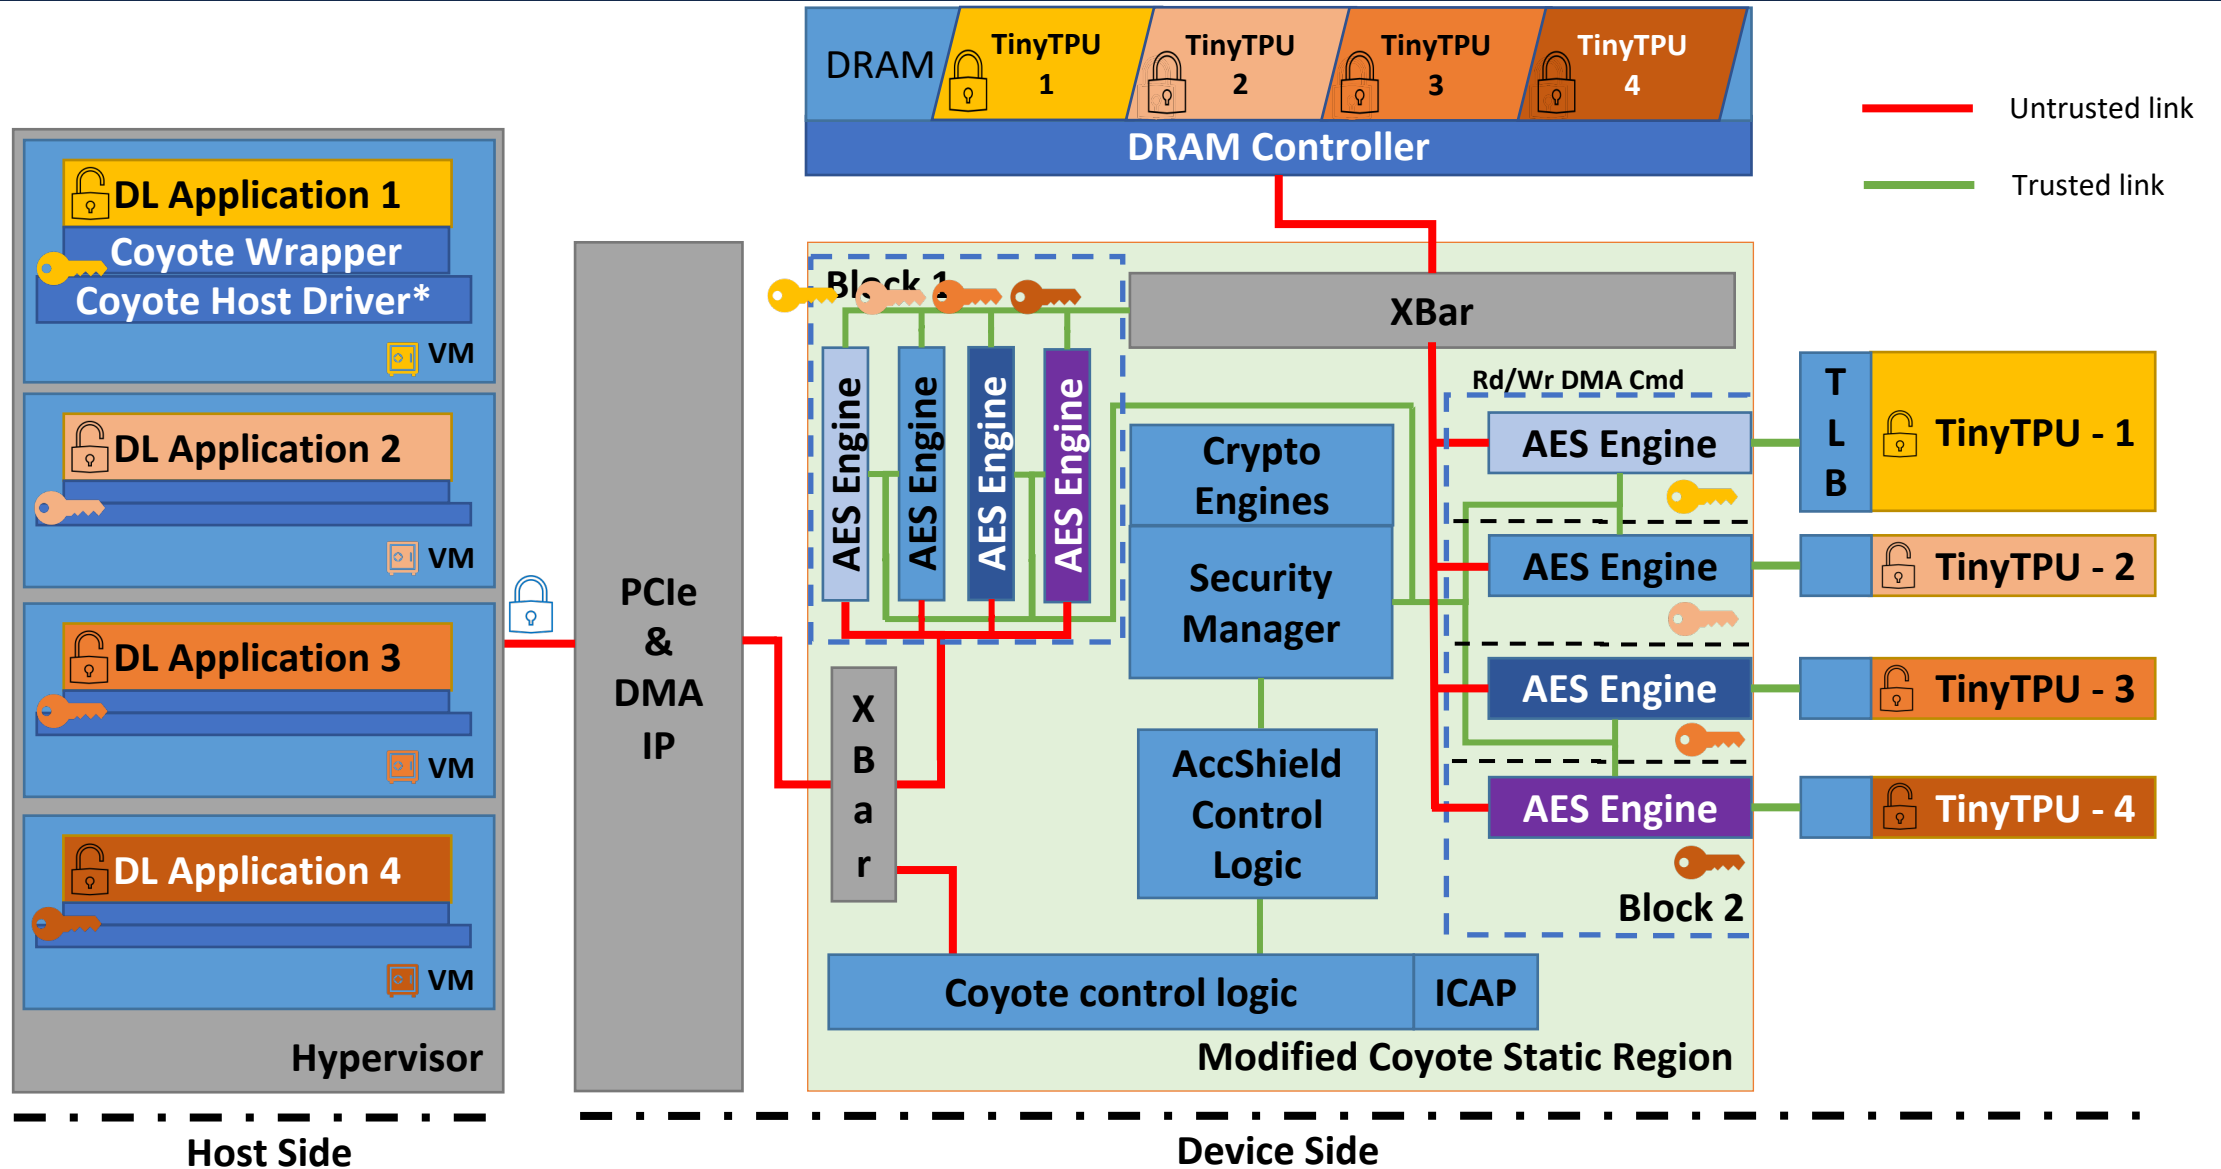 DRAM
TinyTPU
1
TinyTPU
2
TinyTPU
3
TinyTPU
4
DRAM Controller
Untrusted link
Trusted link
DL Application 1
Coyote Wrapper
Coyote Host Driver*
VM
DL Application 2
VM
DL Application 3
VM
DL Application 4
VM
Hypervisor
PCIe
&
DMA
IP
Block 1
AES Engine
AES Engine
AES Engine
AES Engine
XBar
X
B
a
r
Crypto
Engines
Security
Manager
AccShield
Control
Logic
Coyote control logic
ICAP
Modified Coyote Static Region
Rd/Wr DMA Cmd
AES Engine
AES Engine
AES Engine
AES Engine
Block 2
T
L
B
TinyTPU - 1
TinyTPU - 2
TinyTPU - 3
TinyTPU - 4
Host Side
Device Side